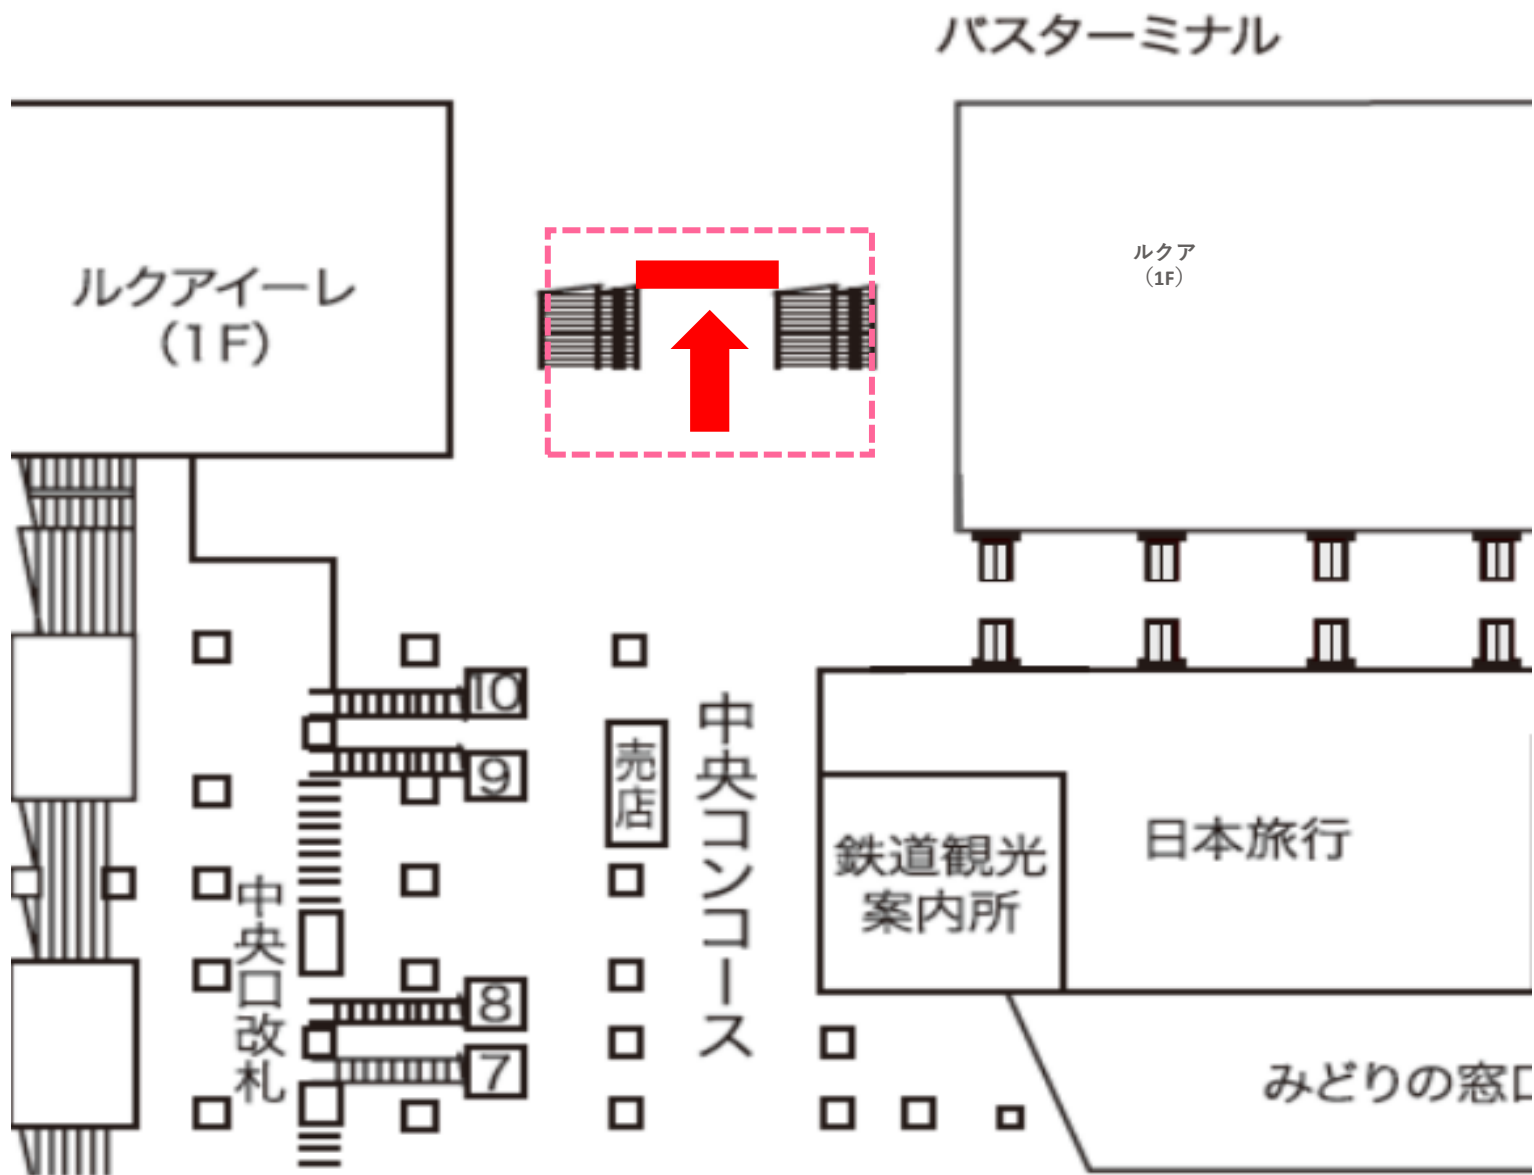 バスターミナル
ルクアイーレ
(1F)
ルクア
(1F)
10
9
売店
中央コンコース
鉄道観光
案内所
日本旅行
中央口改札
8
7
みどりの窓口